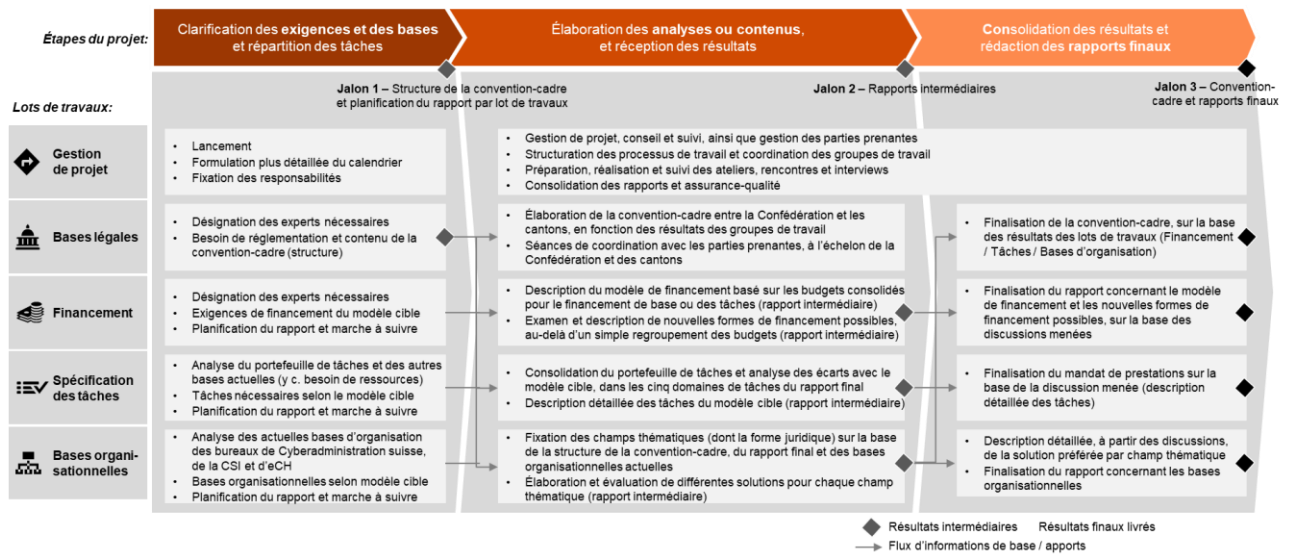 Étapes du projet:
Clarification des exigences et des bases
et répartition des tâches
Élaboration des analyses ou contenus,
et réception des résultats
Consolidation des résultats et
rédaction des rapports finaux
Jalon 1 – Structure de la convention-cadre
et planification du rapport par lot de travaux
Jalon 2 – Rapports intermédiaires
Jalon 3 – Convention-
cadre et rapports finaux
Lots de travaux:
Gestion
de projet
• Lancement
• Formulation plus détaillée du calendrier
• Fixation des responsabilités
• Gestion de projet, conseil et suivi, ainsi que gestion des parties prenantes
• Structuration des processus de travail et coordination des groupes de travail
• Préparation, réalisation et suivi des ateliers, rencontres et interviews
• Consolidation des rapports et assurance-qualité
Bases légales
• Désignation des experts nécessaires
• Besoin de réglementation et contenu de la
convention-cadre (structure)
• Élaboration de la convention-cadre entre la Confédération et les
cantons, en fonction des résultats des groupes de travail
• Séances de coordination avec les parties prenantes, à l'échelon de la
Confédération et des cantons
• Finalisation de la convention-cadre, sur la base
des résultats des lots de travaux (Financement
/ Tâches / Bases d'organisation)
Financement
• Désignation des experts nécessaires
• Exigences de financement du modèle cible
• Planification du rapport et marche à suivre
• Description du modèle de financement basé sur les budgets consolidés
pour le financement de base ou des tâches (rapport intermédiaire)
• Examen et description de nouvelles formes de financement possibles,
au-delà d'un simple regroupement des budgets (rapport intermédiaire)
• Finalisation du rapport concernant le modèle
de financement et les nouvelles formes de
financement possibles, sur la base des
discussions menées
Spécification
des tâches
• Analyse du portefeuille de tâches et des autres
bases actuelles (y c. besoin de ressources)
• Tâches nécessaires selon le modèle cible
• Planification du rapport et marche à suivre
• Consolidation du portefeuille de tâches et analyse des écarts avec le
modèle cible, dans les cinq domaines de tâches du rapport final
• Description détaillée des tâches du modèle cible (rapport intermédiaire)
• Finalisation du mandat de prestations sur la
base de la discussion menée (description
détaillée des tâches)
Bases organi-
sationnelles
• Analyse des actuelles bases d'organisation
des bureaux de Cyberadministration suisse,
de la CSI et d'eCH
• Bases organisationnelles selon modèle cible
• Planification du rapport et marche à suivre
• Fixation des champs thématiques (dont la forme juridique) sur la base
de la structure de la convention-cadre, du rapport final et des bases
organisationnelles actuelles
• Élaboration et évaluation de différentes solutions pour chaque champ
thématique (rapport intermédiaire)
• Description détaillée, à partir des discussions,
de la solution préférée par champ thématique
• Finalisation du rapport concernant les bases
organisationnelles
Résultats intermédiaires Résultats finaux livrés
Flux d'informations de base / apports